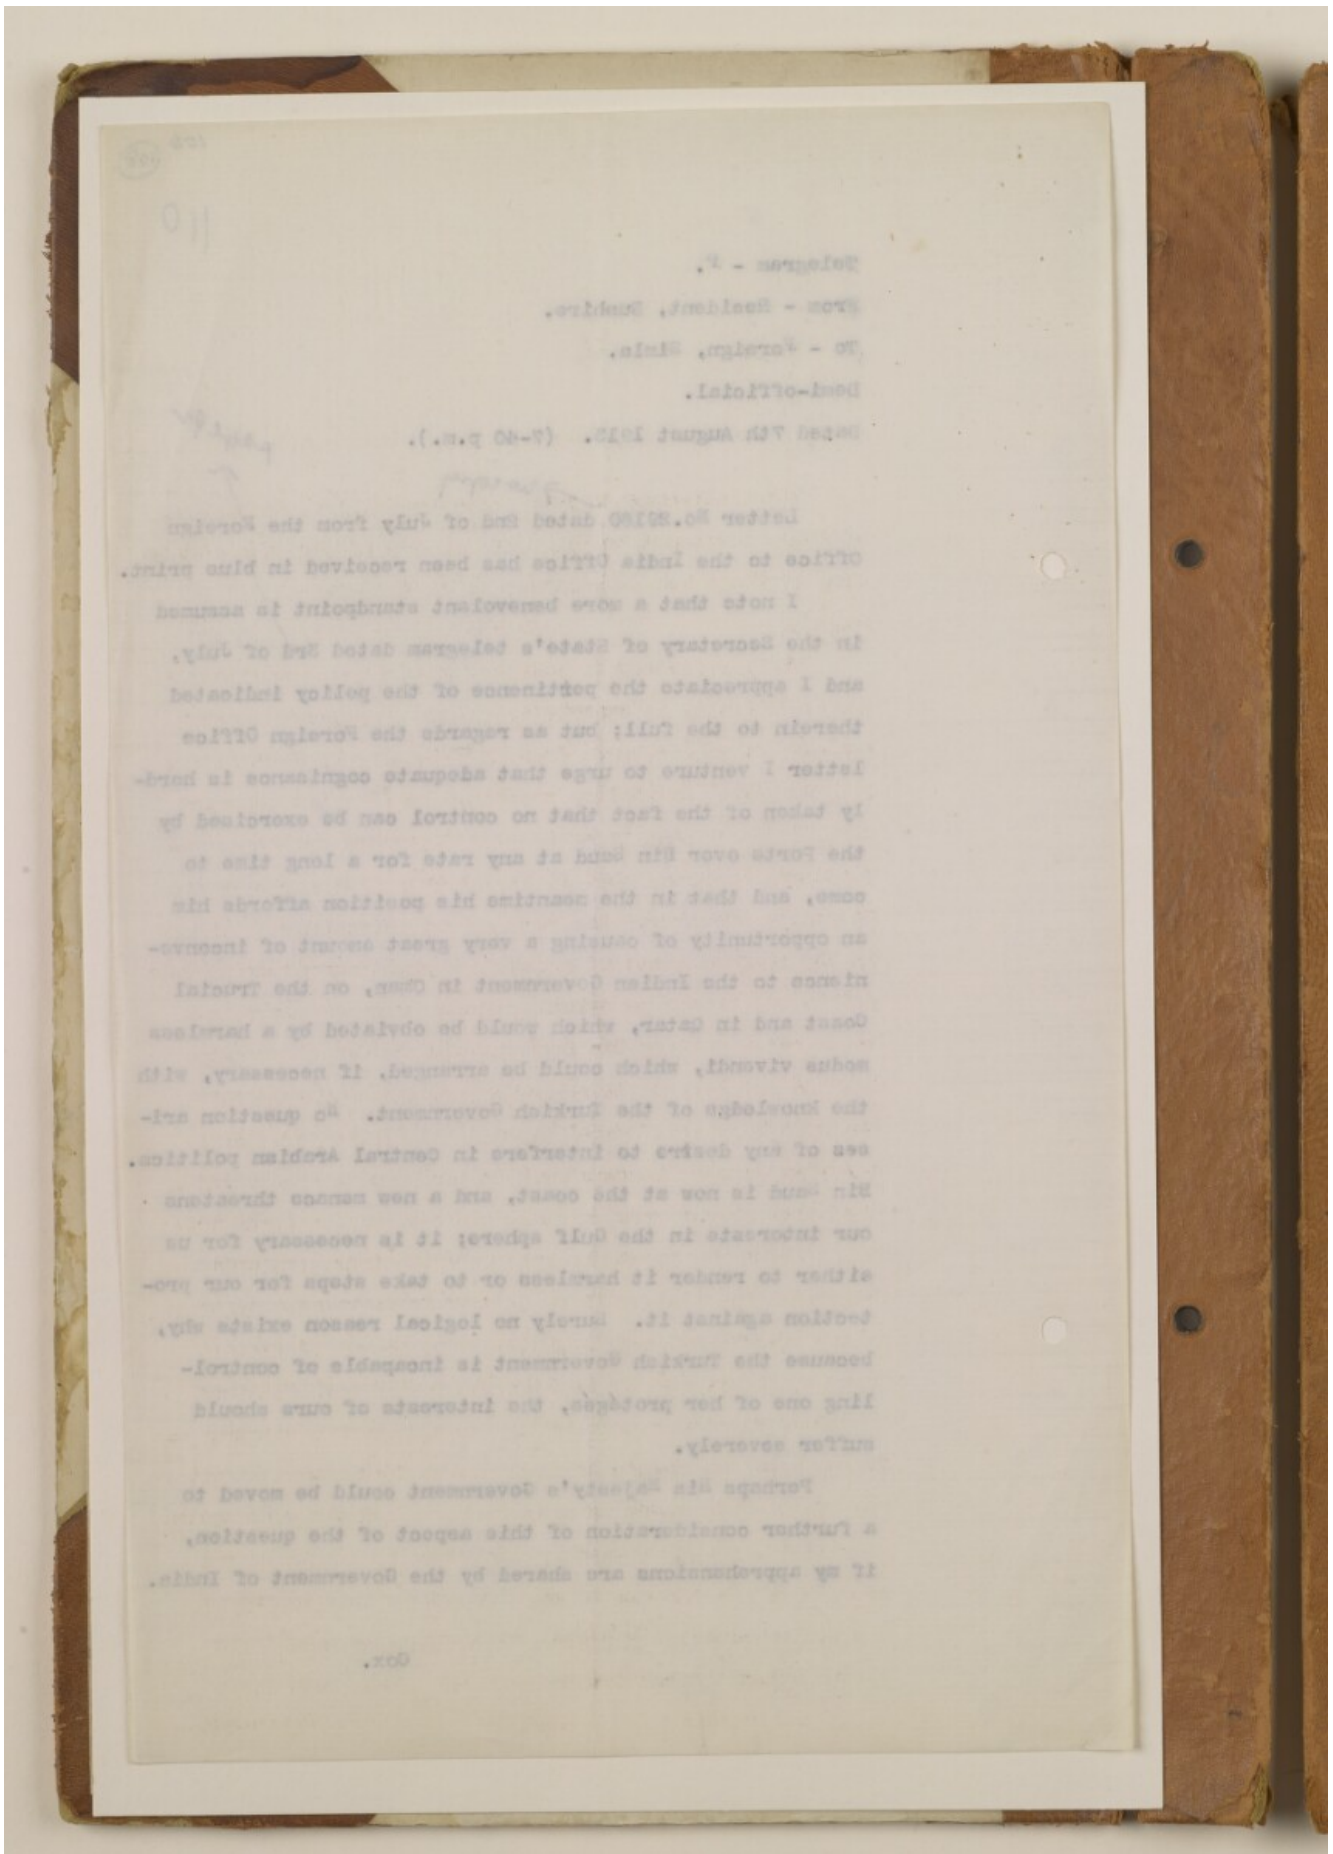 110
Telegram - P.
From - Resident, Bushire.
To - Foreign, Simla.
Demi-official.
Dated 7th August 1913. (7-40 p.m.).
Letter No. dated 2nd of July from the Foreign
Office to the India Office has been received in blue print.
I note that a more benevolent standpoint is assumed
in the Secretary of State's telegram dated 3rd of July,
and I appreciate the pertinence of the policy indicated
therein to the full; but as regards the Foreign Office
letter I venture to urge that adequate cognisance is hard-
ly taken of the fact that no control can be exercised by
the Porte over Bin Saud at any rate for a long time to
come, and that in the meantime his position affords him
an opportunity of causing a very great amount of inconve-
nience to the Indian Government in Oman, on the Trucial
Coast and in Qatar, which would be obviated by a harmless
modus vivendi, which could be arranged, if necessary, with
the knowledge of the Turkish Government. No question ari-
ses of any desire to interfere in Central Arabian politics.
Bin Saud is now at the coast, and a new menace threatens
our interests in the Gulf sphere; it is necessary for us
either to render it harmless or to take steps for our pro-
tection against it. Surely no logical reason exists why,
because the Turkish Government is incapable of control-
ling one of her protégés, the interests of ours should
suffer severely.
Perhaps His Majesty's Government could be moved to
a further consideration of this aspect of the question,
if my apprehensions are shared by the Government of India.
Cox.